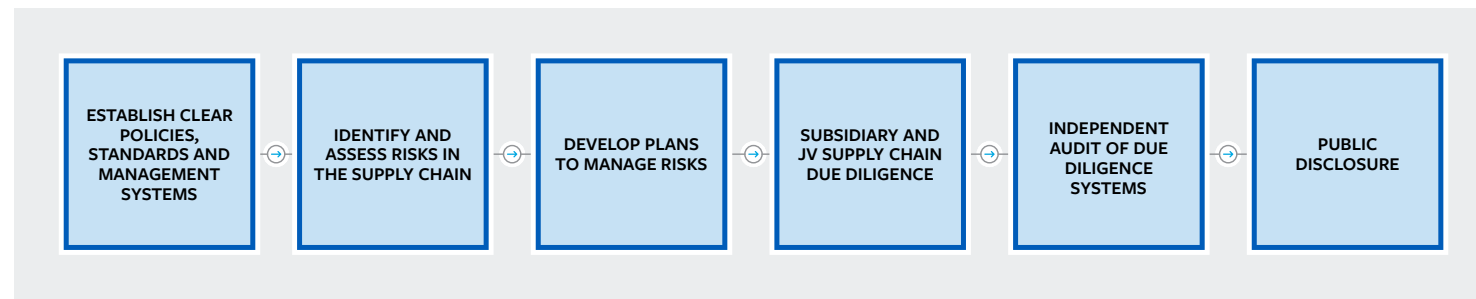 ESTABLISH CLEAR
POLICIES,
STANDARDS AND
MANAGEMENT
SYSTEMS
IDENTIFY AND
ASSESS RISKS IN
THE SUPPLY CHAIN
DEVELOP PLANS
TO MANAGE RISKS
SUBSIDIARY AND
JV SUPPLY CHAIN
DUE DILIGENCE
INDEPENDENT
AUDIT OF DUE
DILIGENCE
SYSTEMS
PUBLIC
DISCLOSURE